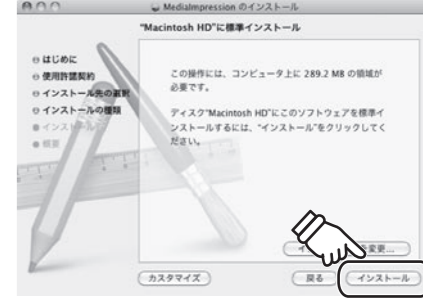 MediaImpression のインストール
"Macintosh HD"に標準インストール
はじめに
使用許諾契約
インストール先の選択
インストールの種類
インスト
概要
この操作には、コンピュータ上に 289.2 MB の領域が
必要です。
ディスク"Macintosh HD"にこのソフトウェアを標準イ
ンストールするには、"インストール"をクリックしてく
ださい。
を変更...
カスタマイズ
戻る
インストール